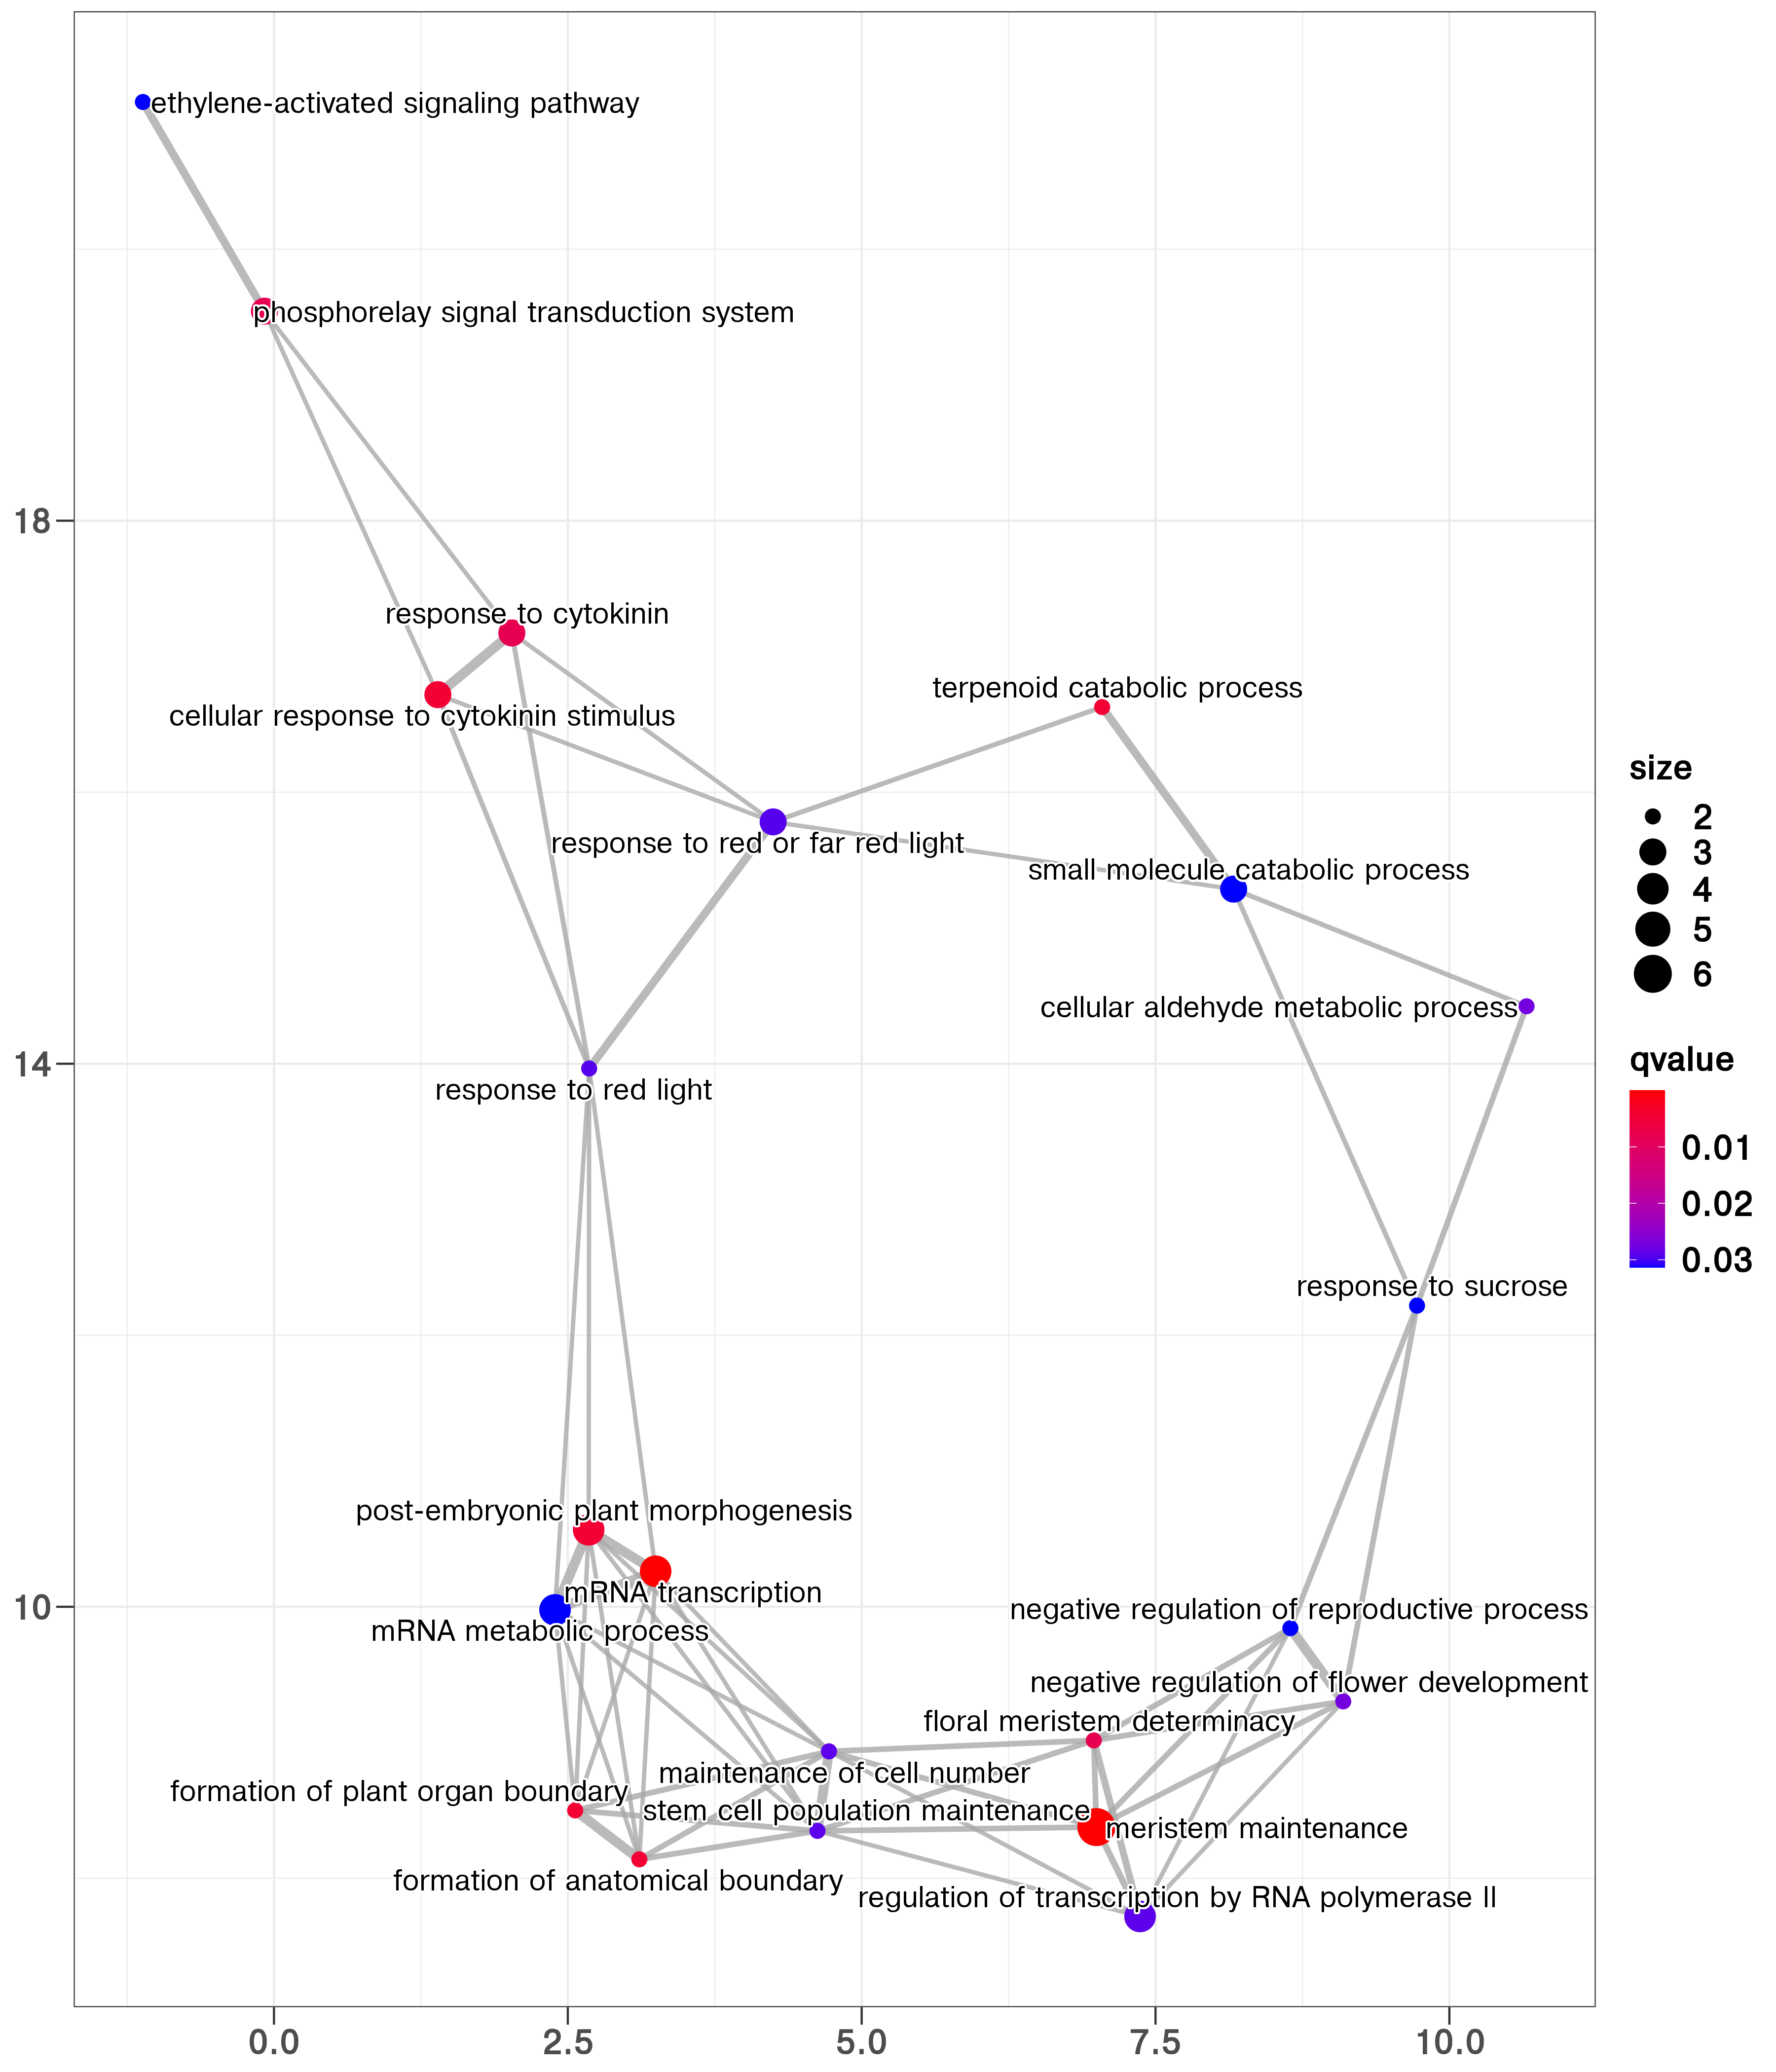 ethylene-activated signaling pathway
phosphorelay signal transduction system
18
response to cytokinin
terpenoid catabolic process
cellular response to cytokinin stimulus
response to red or far red light
small molecule catabolic process
cellular aldehyde metabolic process
14
response to red light
response to sucrose
post-embryonic plant morphogenesis
mRNA transcription
10
negative regulation of reproductive process
mRNA metabolic process
negative regulation of flower development
floral meristem determinacy
maintenance of cell number
formation of plant organ boundary
stem cell population maintenance
meristem maintenance
formation of anatomical boundary
regulation of transcription by RNA polymerase II
0.0
2.5
5.0
7.5
10.0
size
2
3
4
5
6
qvalue
0.01
0.02
0.03